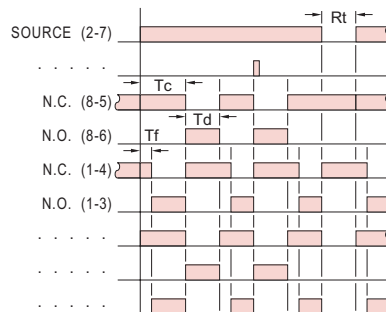 SOURCE (2-7)
Rt
. . . . .
Tc
N.C. (8-5)
Td
N.O. (8-6)
Tf
N.C. (1-4)
N.O. (1-3)
. . . . .
. . . . .
. . . . .